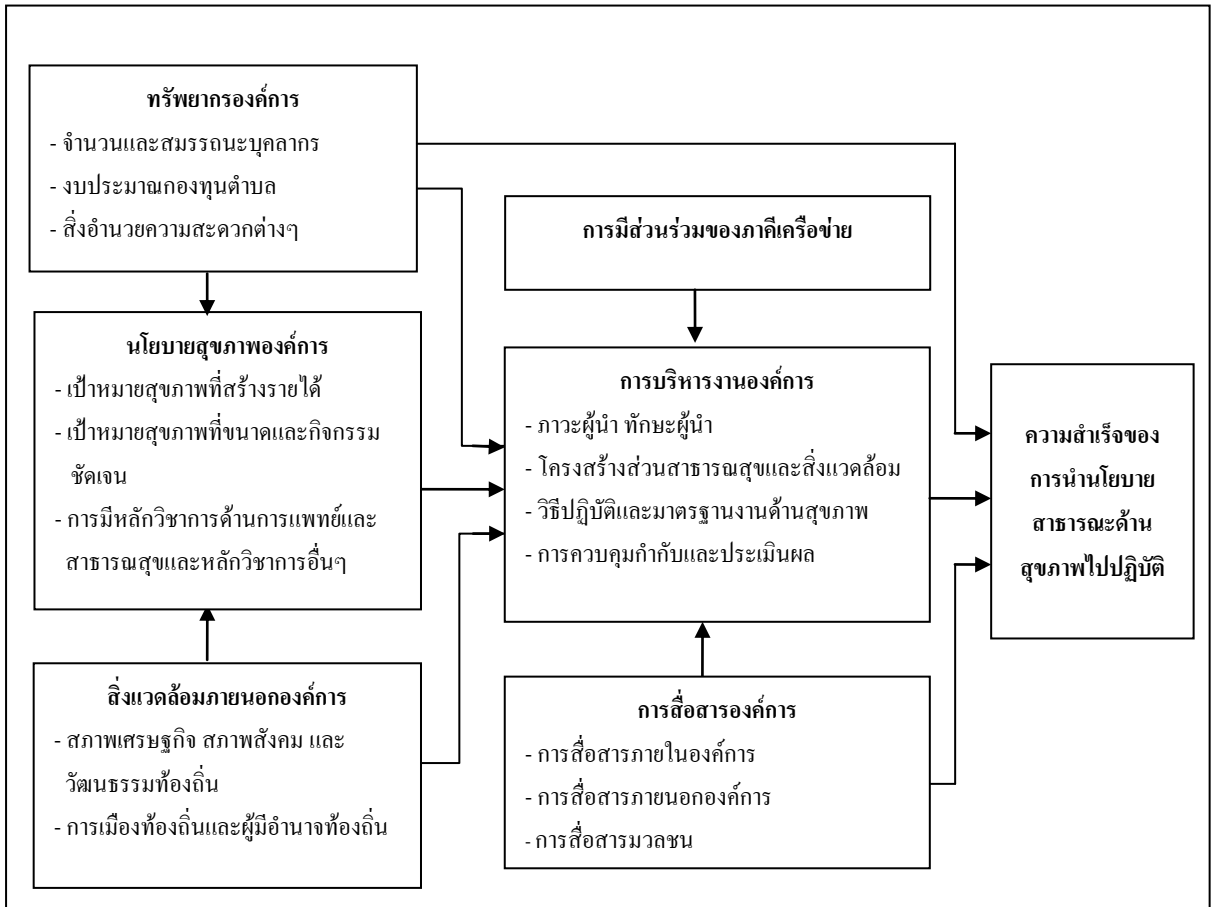 ทรัพยากรองค์การ
- จำนวนและสมรรถนะบุคลากร
- งบประมาณกองทุนตำบล
- สิ่งอำนวยความสะดวกต่างๆ
นโยบายสุขภาพองค์การ
- เป้าหมายสุขภาพที่สร้างรายได้
- เป้าหมายสุขภาพที่ขนาดและกิจกรรม
ชัดเจน
- การมีหลักวิชาการด้านการแพทย์และ
สาธารณสุขและหลักวิชาการอื่นๆ
สิ่งแวดล้อมภายนอกองค์การ
- สภาพเศรษฐกิจ สภาพสังคม และ
วัฒนธรรมท้องถิ่น
- การเมืองท้องถิ่นและผู้มีอำนาจท้องถิ่น
การมีส่วนร่วมของภาคีเครือข่าย
การบริหารงานองค์การ
- ภาวะผู้นำ ทักษะผู้นำ
- โครงสร้างส่วนสาธารณสุขและสิ่งแวดล้อม
- วิธีปฏิบัติและมาตรฐานงานด้านสุขภาพ
- การควบคุมกำกับและประเมินผล
การสื่อสารองค์การ
- การสื่อสารภายในองค์การ
- การสื่อสารภายนอกองค์การ
- การสื่อสารมวลชน
ความสำเร็จของ
การนำนโยบาย
สาธารณะด้าน
สุขภาพไปปฏิบัติ